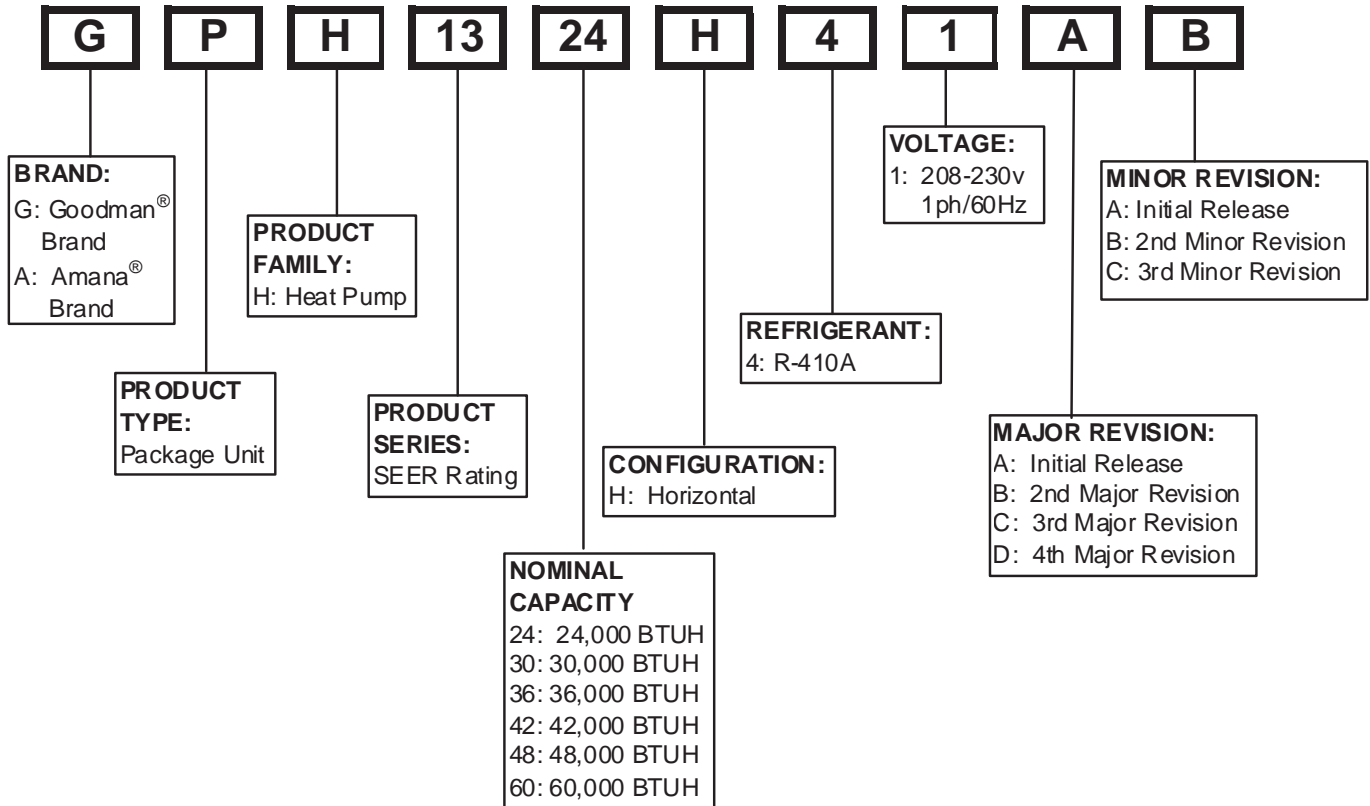 G P H 13 24 H 4 1 A B
BRAND:
G: Goodman®
Brand
A: Amana®
Brand
PRODUCT
TYPE:
Package Unit
PRODUCT
FAMILY:
H: Heat Pump
PRODUCT
SERIES:
SEER Rating
NOMINAL
CAPACITY
24: 24,000 BTUH
30: 30,000 BTUH
36: 36,000 BTUH
42: 42,000 BTUH
48: 48,000 BTUH
60: 60,000 BTUH
CONFIGURATION:
H: Horizontal
REFRIGERANT:
4: R-410A
VOLTAGE:
1: 208-230v
1ph/60Hz
MAJOR REVISION:
A: Initial Release
B: 2nd Major Revision
C: 3rd Major Revision
D: 4th Major Revision
MINOR REVISION:
A: Initial Release
B: 2nd Minor Revision
C: 3rd Minor Revision